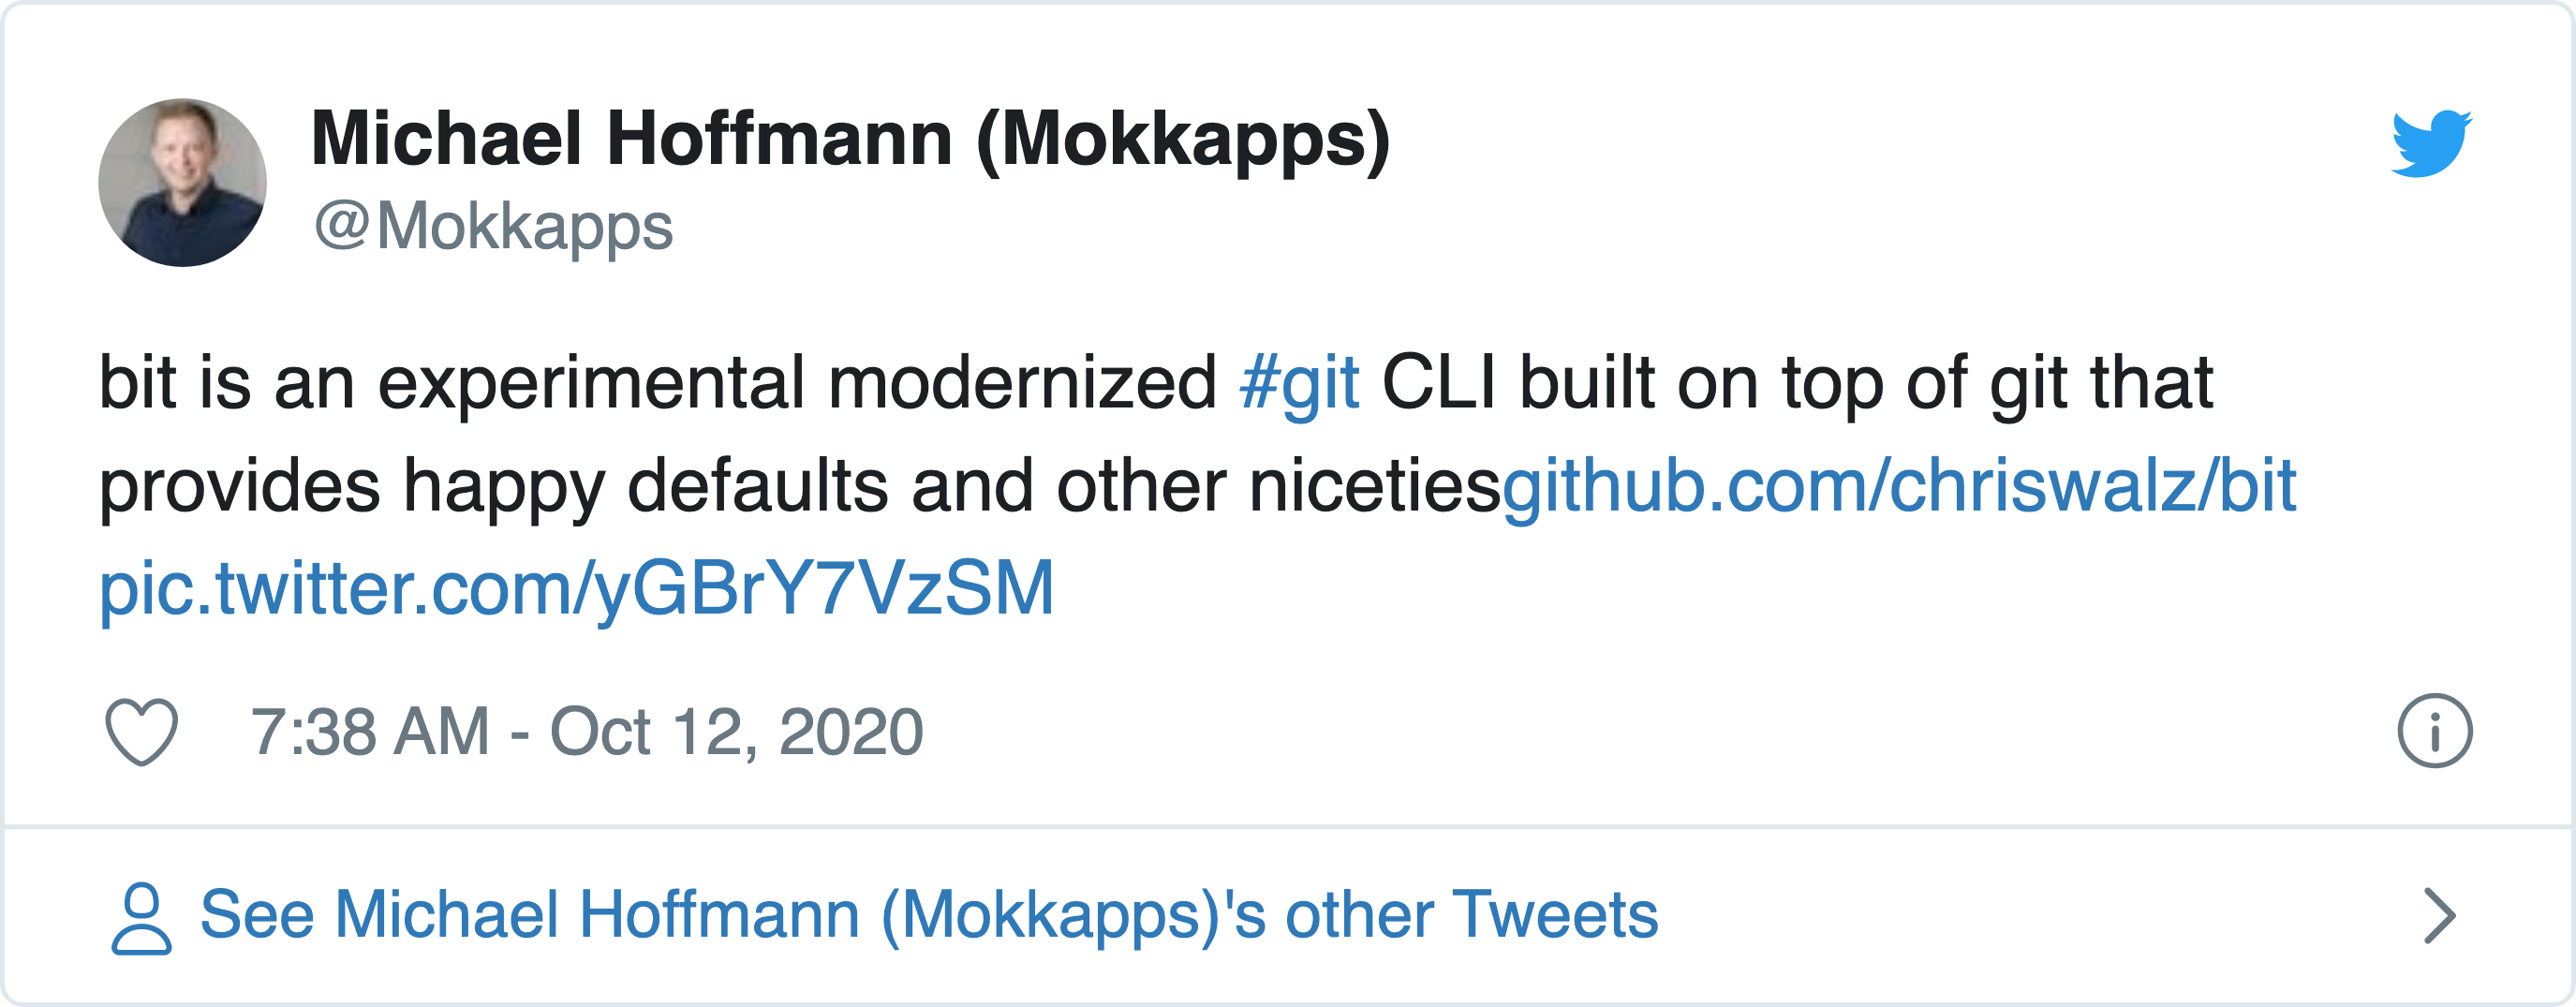 Michael Hoffmann (Mokkapps)
@Mokkapps
bit is an experimental modernized #git CLI built on top of git that
provides happy defaults and other nicetiesgithub.com/chriswalz/bit
pic.twitter.com/yGBrY7VzSM
7:38 AM - Oct 12, 2020
See Michael Hoffmann (Mokkapps)'s other Tweets